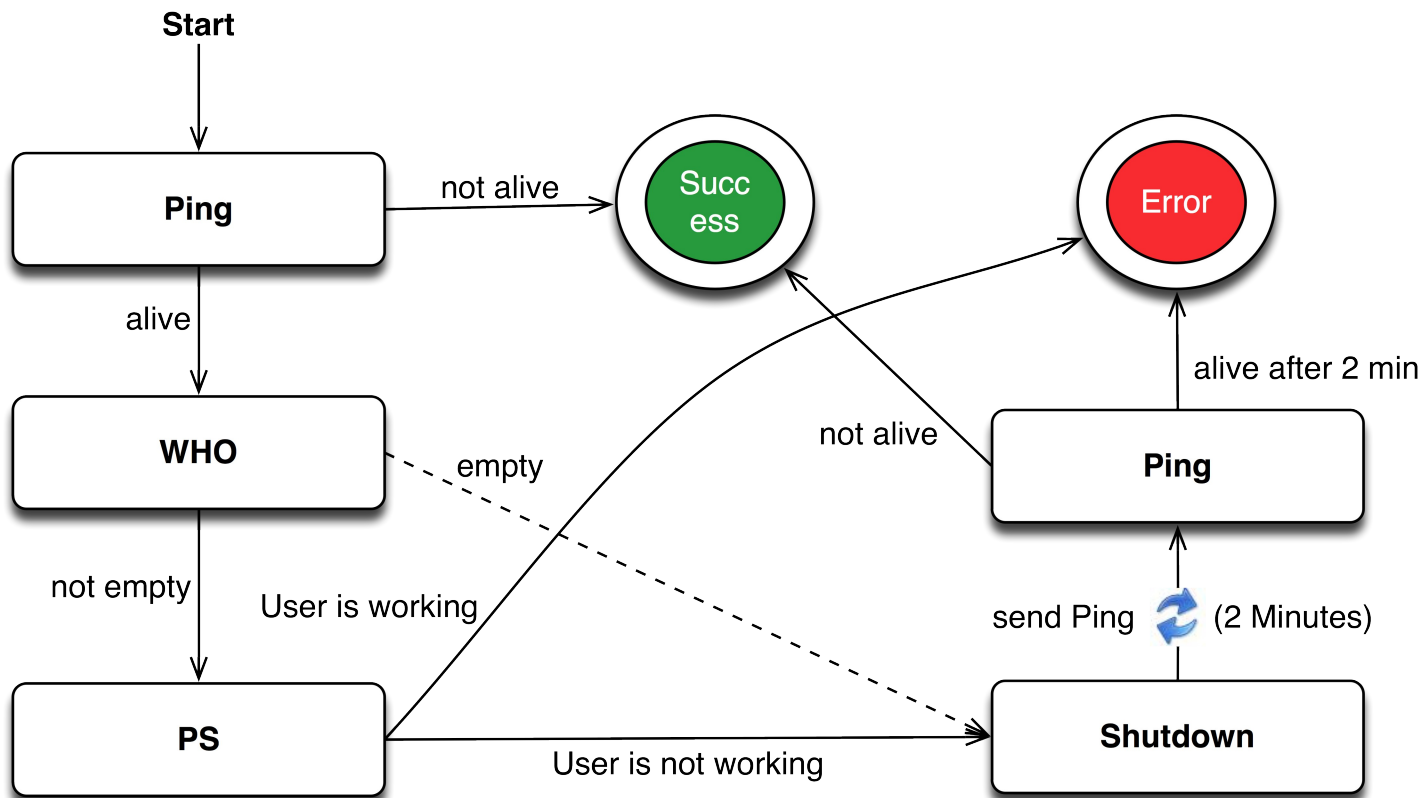 Start
Ping
not alive
Succ
ess
Error
alive
alive after 2 min
WHO
empty
not alive
Ping
not empty
User is working
send Ping
(2 Minutes)
PS
User is not working
Shutdown